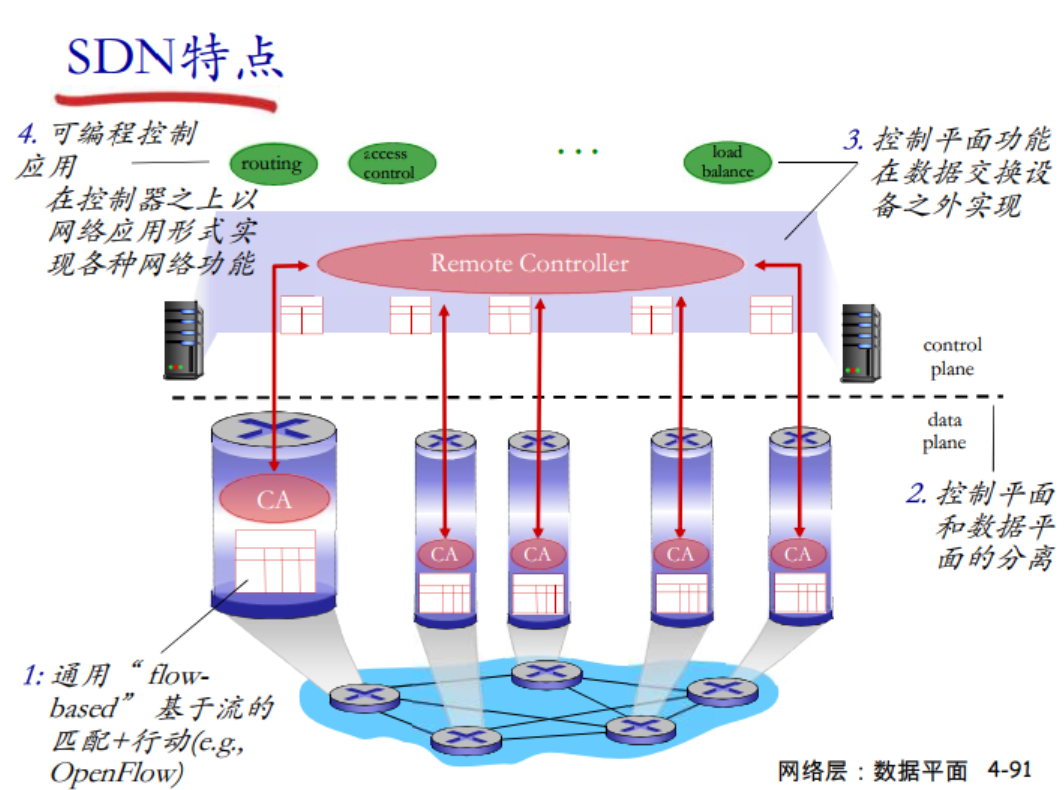 SDN特点
4. 可编程控制
应用
在控制器之上以
网络应用形式实
现各种网络功能
routing
access
control
• • •
load
balance
3. 控制平面功能
在数据交换设
备之外实现
Remote Controller
control
plane
data
plane
2. 控制平面
和数据平
面的分离
CA
CA
CA
CA
CA
1: 通用“ flow-
based” 基于流的
匹配+行动(e.g.,
OpenFlow)
网络层：数据平面 4-91